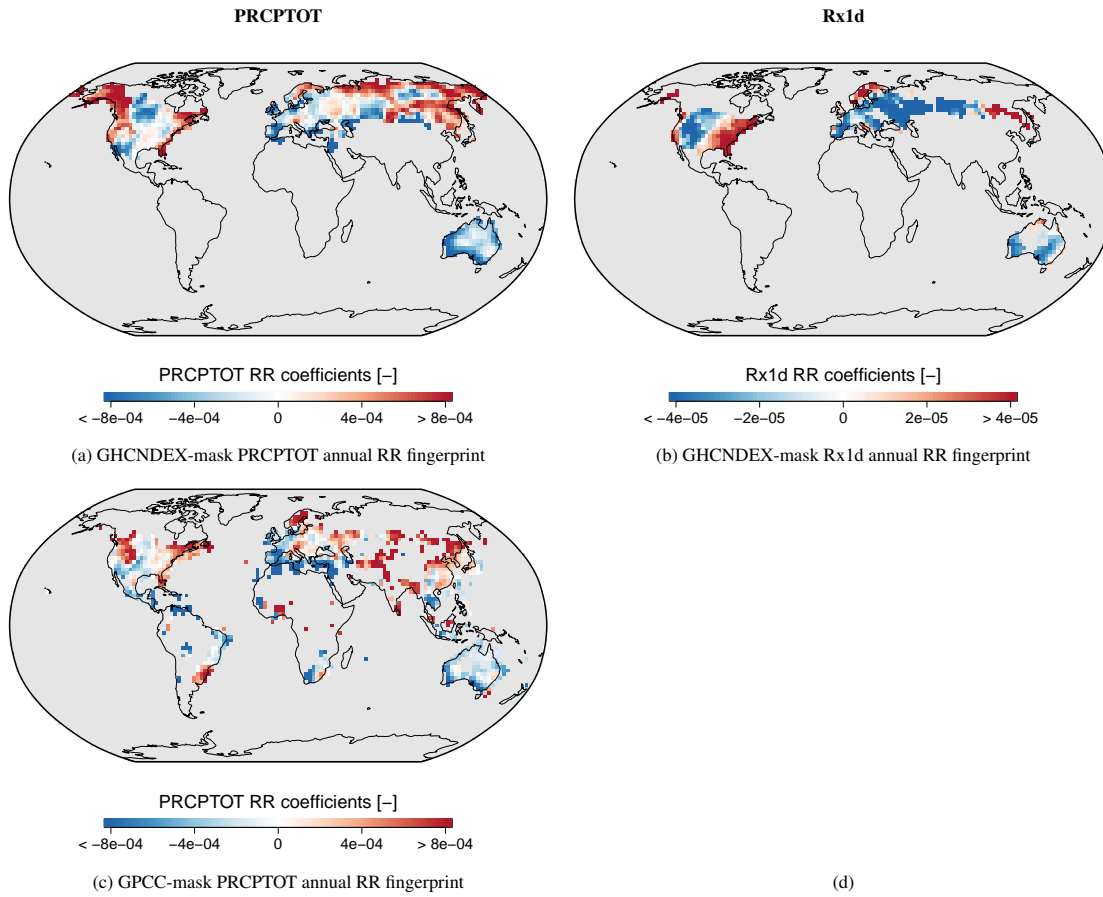 PRCPTOT
Rx1d
PRCPTOT RR coefficients [−]
< −8e−04 −4e−04 0 4e−04 > 8e−04
(a) GHCNDEX-mask PRCPTOT annual RR fingerprint
Rx1d RR coefficients [−]
< −4e−05 −2e−05 0 2e−05 > 4e−05
(b) GHCNDEX-mask Rx1d annual RR fingerprint
PRCPTOT RR coefficients [−]
< −8e−04 −4e−04 0 4e−04 > 8e−04
(c) GPCC-mask PRCPTOT annual RR fingerprint
(d)